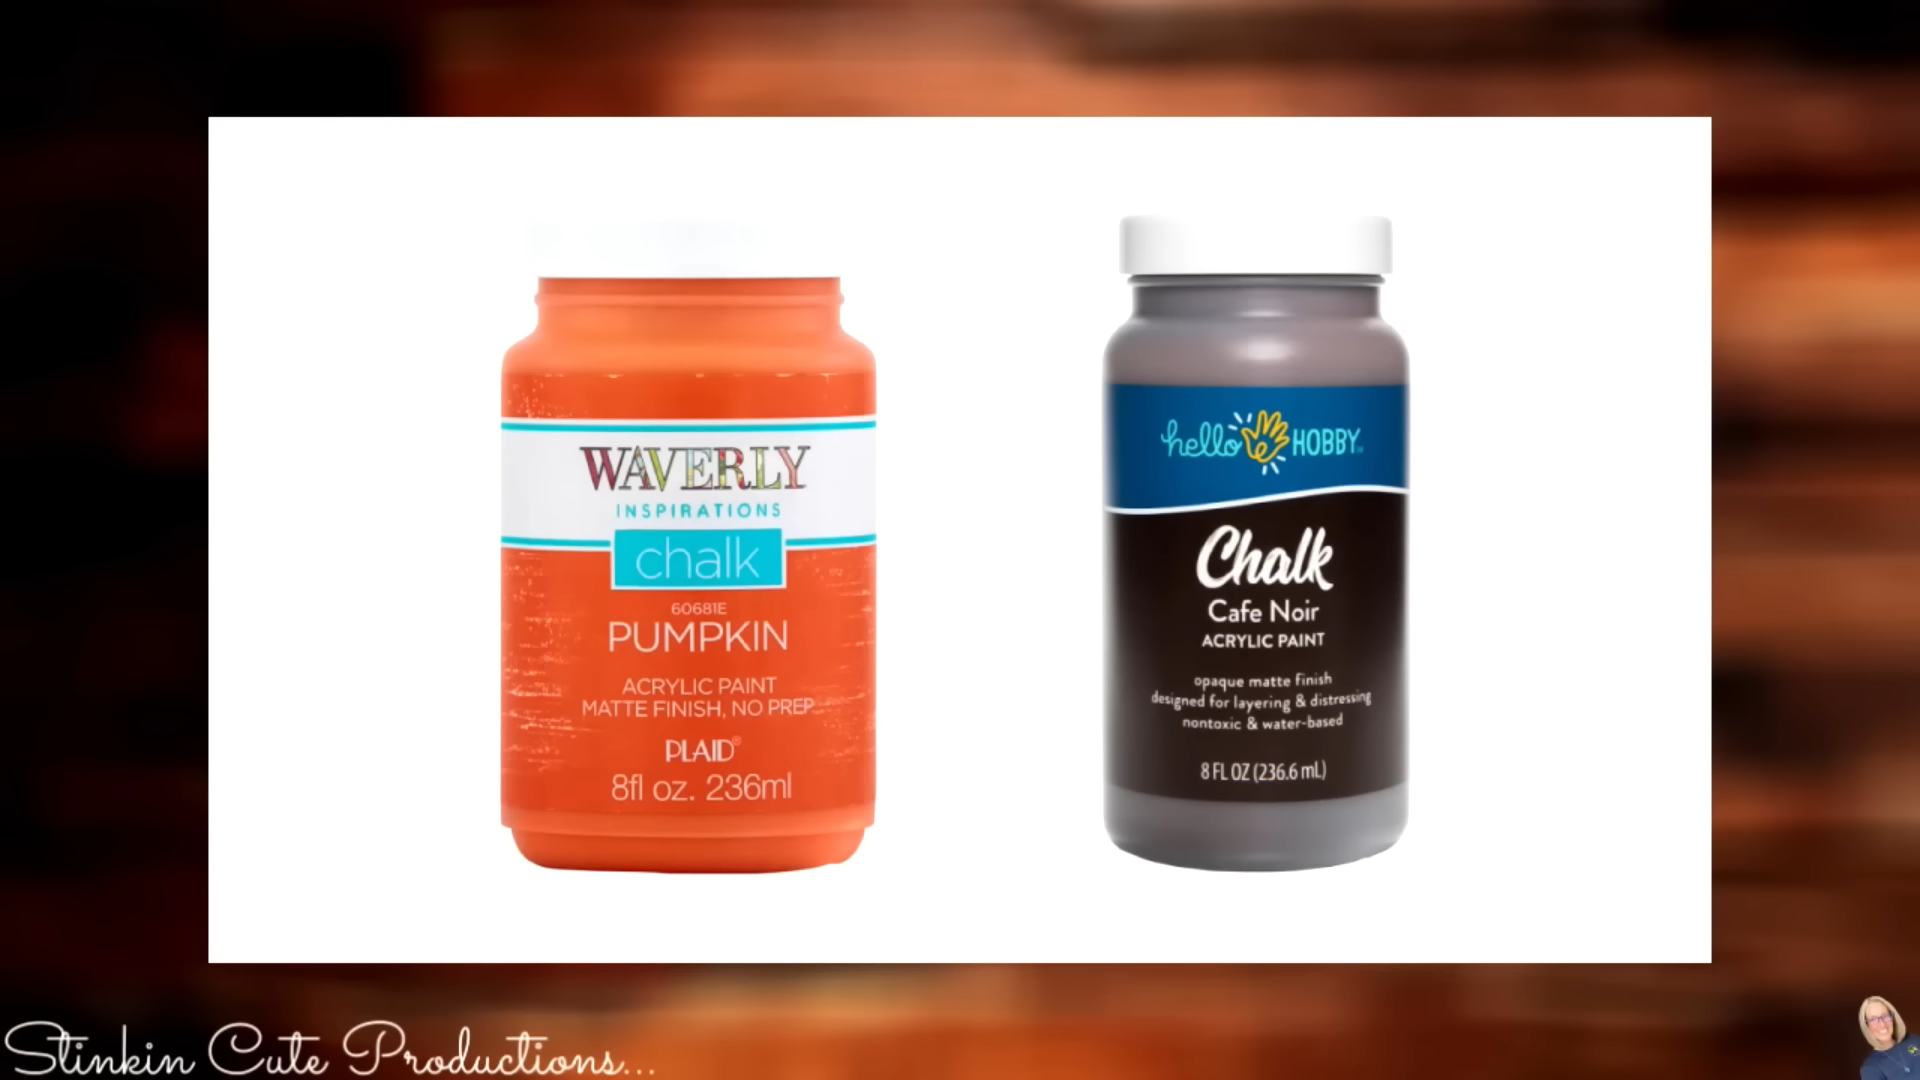 WAVERLY
INSPIRATIONS
chalk
60681E
PUMPKIN
ACRYLIC PAINT
MATTE FINISH, NO PREP
PLAID®
8fl oz. 236ml
hello HOBBY
Chalk
Cafe Noir
ACRYLIC PAINT
opaque matte finish
designed for layering & distressing
nontoxic & water-based
8 FL OZ (236.6 mL)
Stinkin Cute Productions...